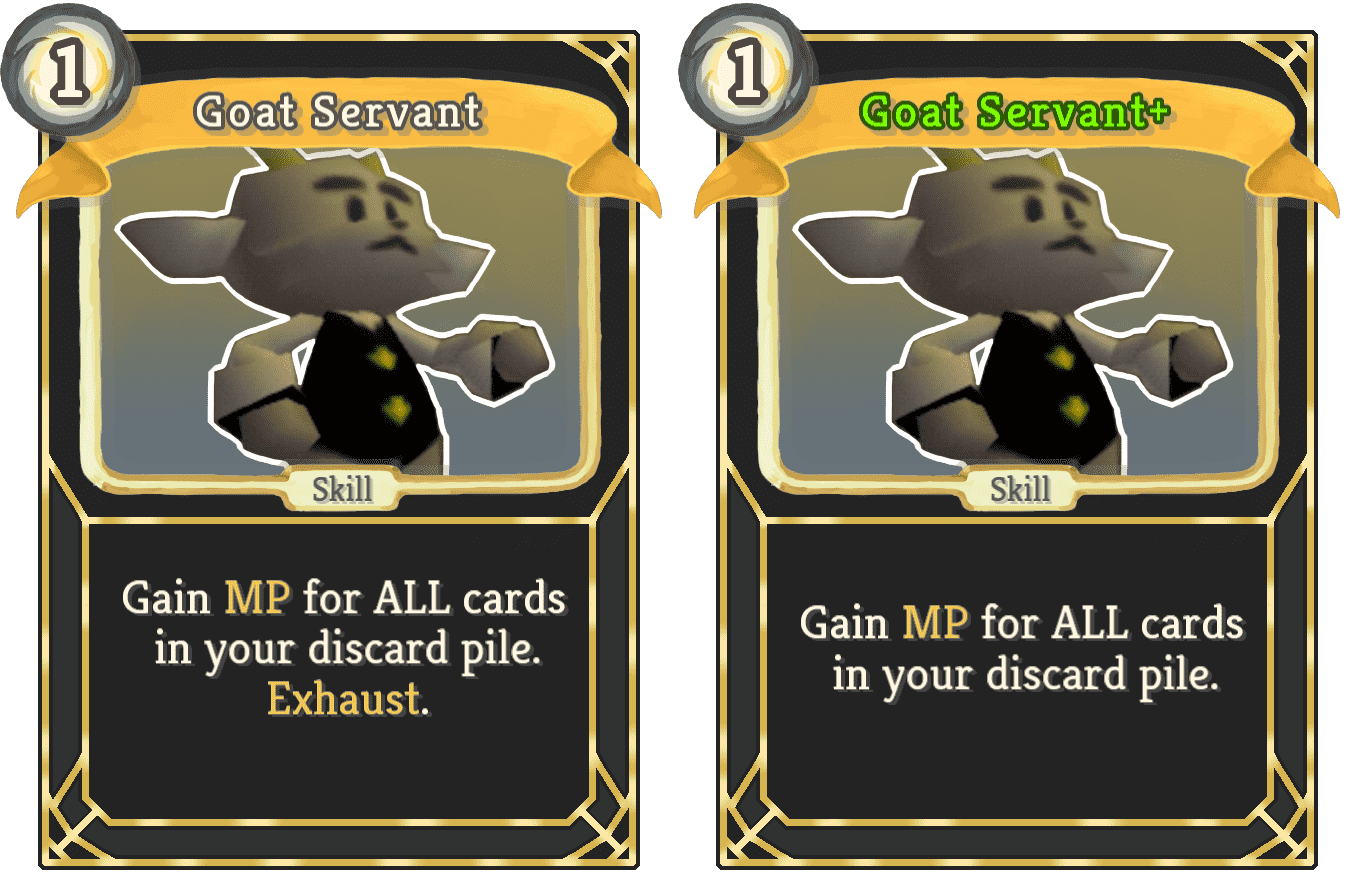 1
Goat Servant
Skill
Gain MP for ALL cards
in your discard pile.
Exhaust.
1
Goat Servant+
Skill
Gain MP for ALL cards
in your discard pile.